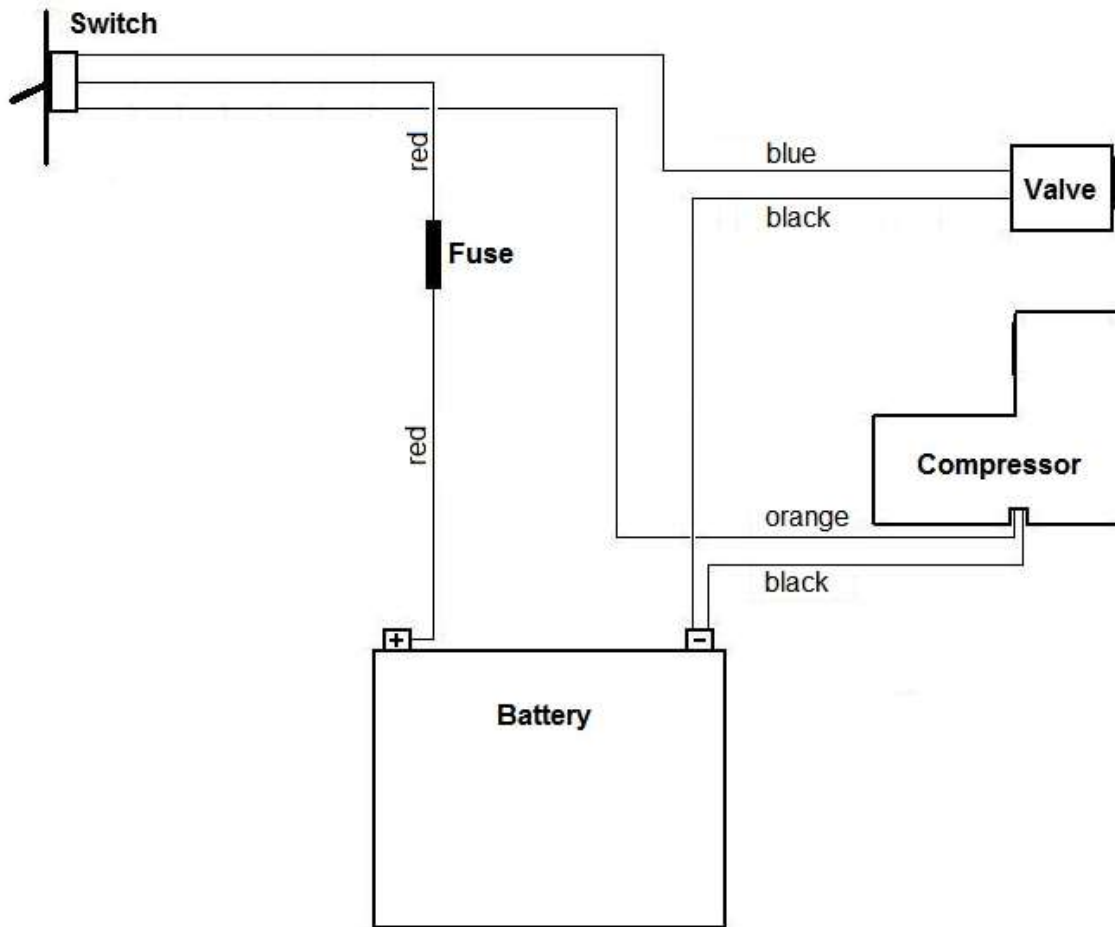 Switch
red
blue
Valve
black
Fuse
red
Compressor
orange
black
+
-
Battery